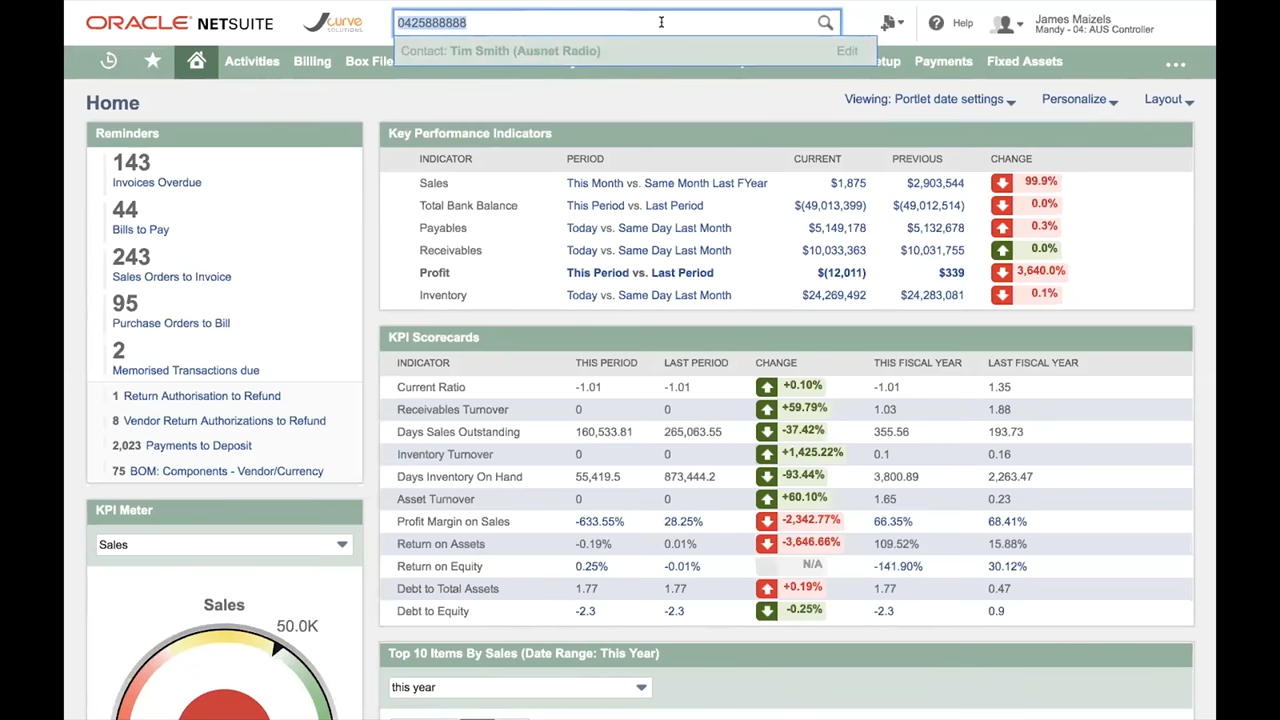 ORACLE NETSUITE
curve SOLUTIONS
0425888888
Help
James Maizels
Mandy - 04: AUS Controller
Contact: Tim Smith (Ausnet Radio) Edit
Activities Billing Box File Payments Fixed Assets
Home
Viewing: Portlet date settings Personalize Layout
Reminders
143
Invoices Overdue
44
Bills to Pay
243
Sales Orders to Invoice
95
Purchase Orders to Bill
2
Memorised Transactions due
1 Return Authorisation to Refund
8 Vendor Return Authorizations to Refund
2,023 Payments to Deposit
75 BOM: Components - Vendor/Currency
KPI Meter
Sales
Sales
50.0K
Key Performance Indicators
INDICATOR PERIOD CURRENT PREVIOUS CHANGE
Sales This Month vs. Same Month Last FYear $1,875 $2,903,544 99.9%
Total Bank Balance This Period vs. Last Period $(49,013,399) $(49,012,514) 0.0%
Payables Today vs. Same Day Last Month $5,149,178 $5,132,678 0.3%
Receivables Today vs. Same Day Last Month $10,033,363 $10,031,755 0.0%
Profit This Period vs. Last Period $(12,011) $339 3,640.0%
Inventory Today vs. Same Day Last Month $24,269,492 $24,283,081 0.1%
KPI Scorecards
INDICATOR THIS PERIOD LAST PERIOD CHANGE THIS FISCAL YEAR LAST FISCAL YEAR
Current Ratio -1.01 -1.01 +0.10% -1.01 1.35
Receivables Turnover 0 0 +59.79% 1.03 1.88
Days Sales Outstanding 160,533.81 265,063.55 -37.42% 355.56 193.73
Inventory Turnover 0 0 +1,425.22% 0.1 0.16
Days Inventory On Hand 55,419.5 873,444.2 -93.44% 3,800.89 2,263.47
Asset Turnover 0 0 +60.10% 1.65 0.23
Profit Margin on Sales -633.55% 28.25% -2,342.77% 66.35% 68.41%
Return on Assets -0.19% 0.01% -3,646.66% 109.52% 15.88%
Return on Equity 0.25% -0.01% N/A -141.90% 30.12%
Debt to Total Assets 1.77 1.77 +0.19% 1.77 0.47
Debt to Equity -2.3 -2.3 -0.25% -2.3 0.9
Top 10 Items By Sales (Date Range: This Year)
this year